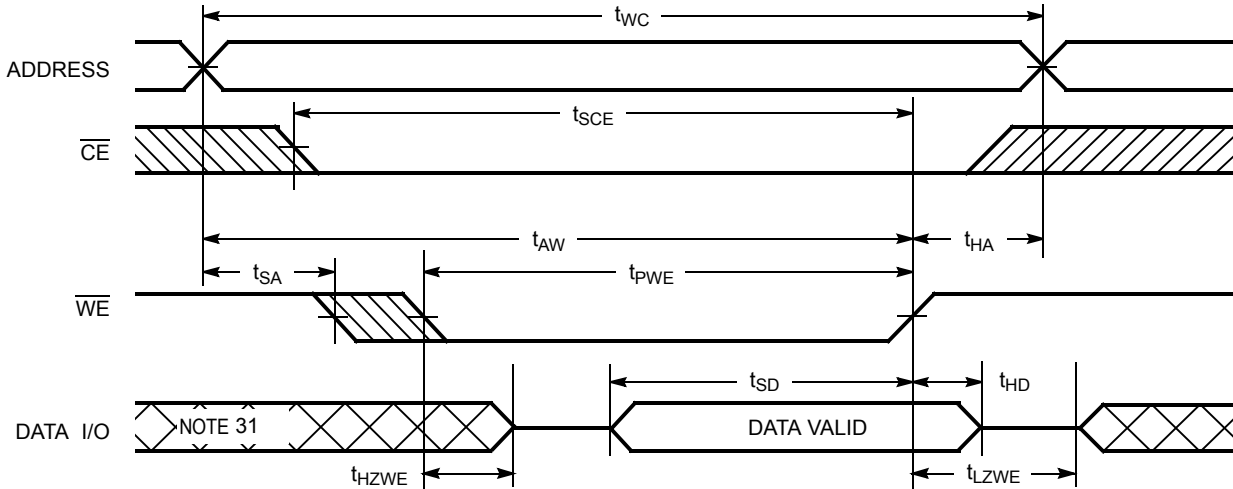 tWC
ADDRESS
tSCE
CE
tAW
tHA
tSA
tPWE
WE
tSD
tHD
DATA I/O
NOTE 31
DATA VALID
tHZWE
tLZWE